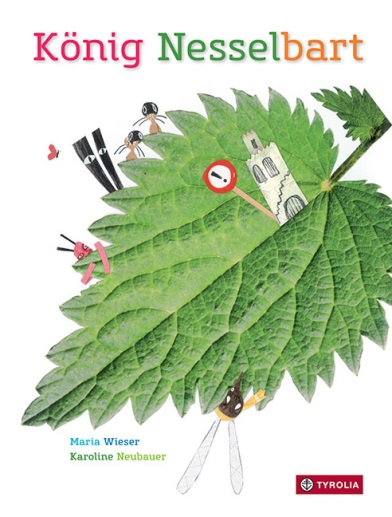 König Nesselbart
!
Maria Wieser
Karoline Neubauer
TYROLIA